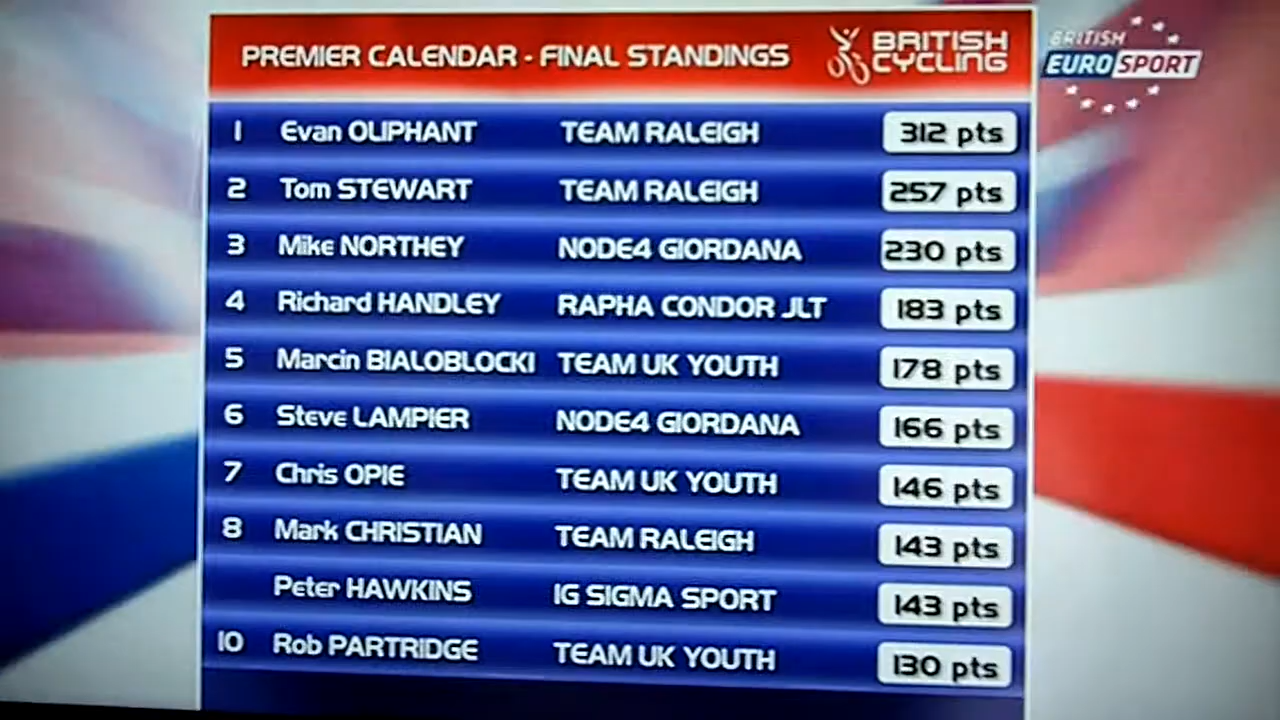 PREMIER CALENDAR - FINAL STANDINGS BRITISH CYCLING
BRITISH EUROSPORT
1 Evan OLIPHANT TEAM RALEIGH 312 pts
2 Tom STEWART TEAM RALEIGH 257 pts
3 Mike NORTHEY NODE4 GIORDANA 230 pts
4 Richard HANDLEY RAPHA CONDOR JLT 183 pts
5 Marcin BIALOBLOCKI TEAM UK YOUTH 178 pts
6 Steve LAMPIER NODE4 GIORDANA 166 pts
7 Chris OPIE TEAM UK YOUTH 146 pts
8 Mark CHRISTIAN TEAM RALEIGH 143 pts
Peter HAWKINS IG SIGMA SPORT 143 pts
10 Rob PARTRIDGE TEAM UK YOUTH 130 pts